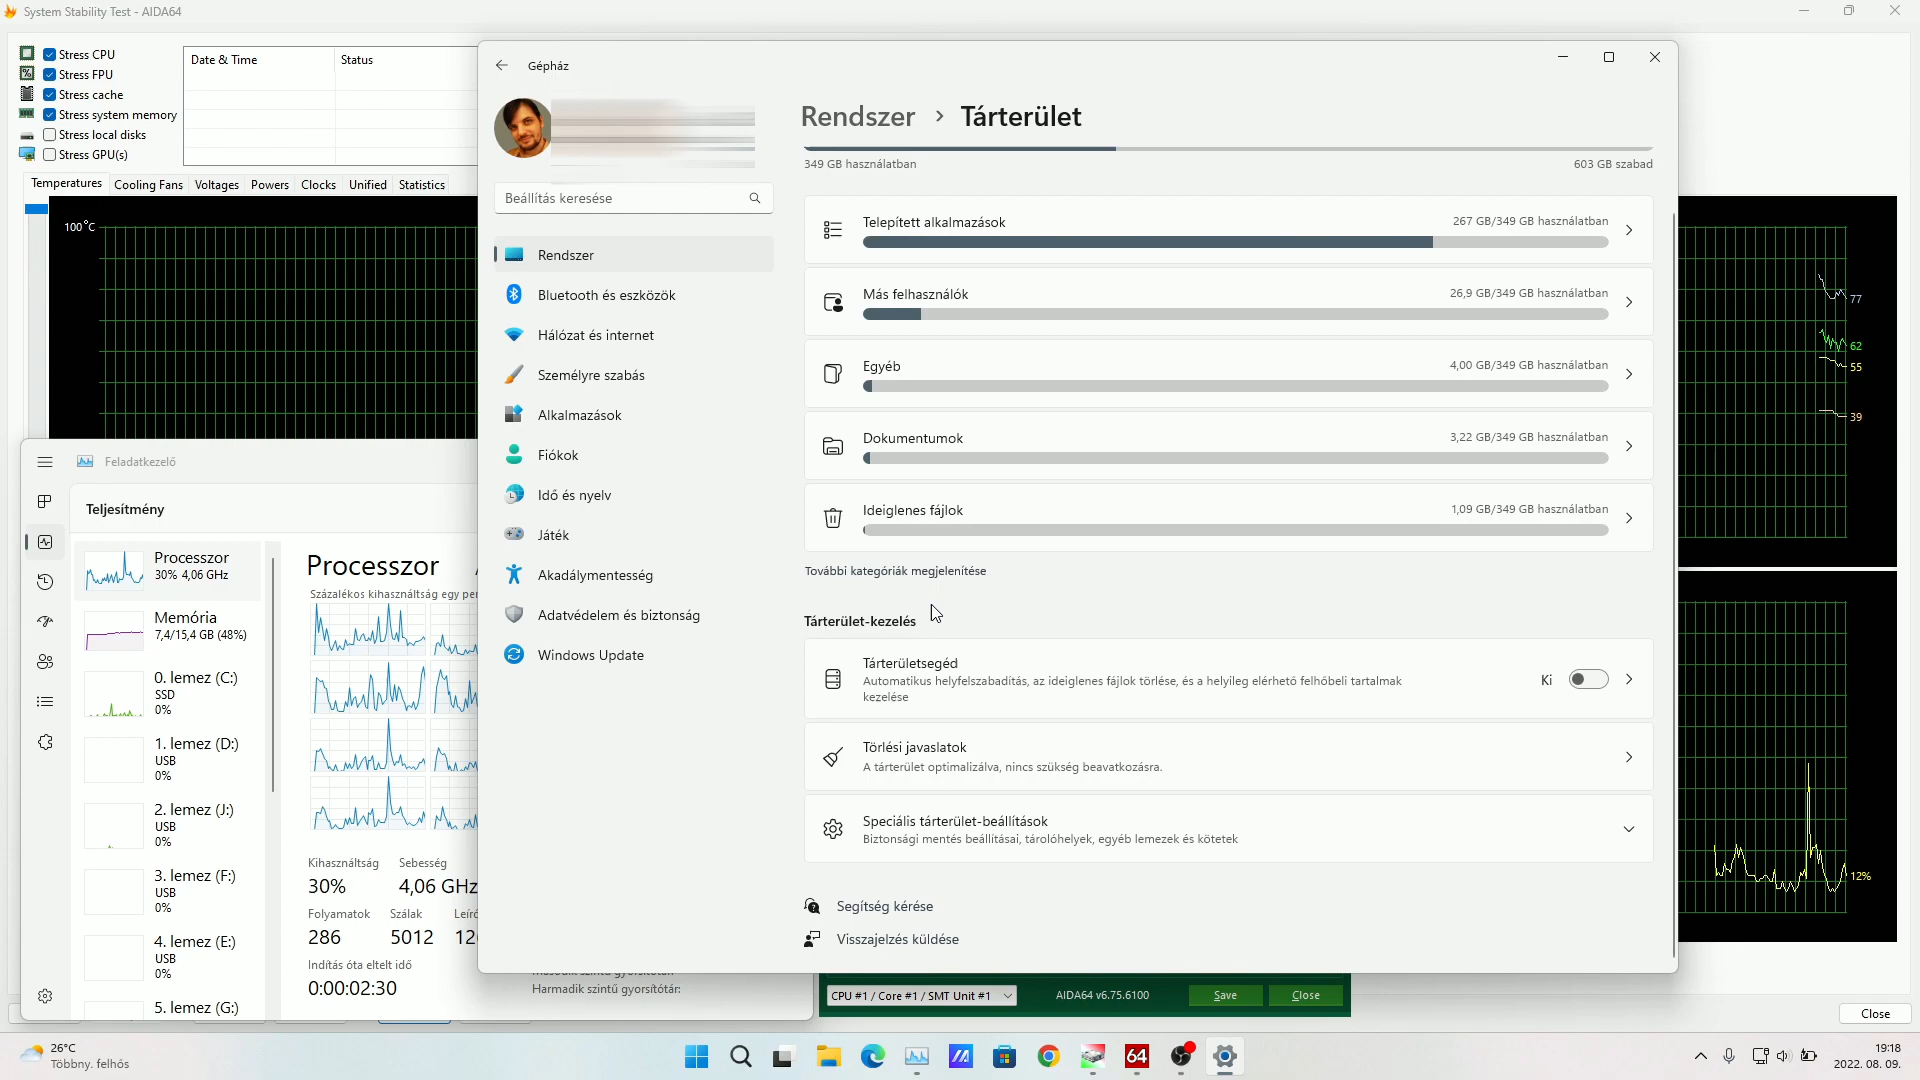 System Stability Test - AIDA64
Stress CPU
Stress FPU
Stress cache
Stress system memory
Stress local disks
Stress GPU(s)
Date & Time
Status
Temperatures
Cooling Fans
Voltages
Powers
Clocks
Unified
Statistics
100°C
Gépház
Beállítás keresése
Rendszer
Bluetooth és eszközök
Hálózat és internet
Személyre szabás
Alkalmazások
Fiókok
Idő és nyelv
Játék
Akadálymentesség
Adatvédelem és biztonság
Windows Update
Rendszer › Tárterület
349 GB használatban
603 GB szabad
Telepített alkalmazások
267 GB/349 GB használatban
Más felhasználók
26,9 GB/349 GB használatban
Egyéb
4,00 GB/349 GB használatban
Dokumentumok
3,22 GB/349 GB használatban
Ideiglenes fájlok
1,09 GB/349 GB használatban
További kategóriák megjelenítése
Tárterület-kezelés
Tárterületsegéd
Automatikus helyfelszabadítás, az ideiglenes fájlok törlése, és a helyileg elérhető felhőbeli tartalmak
kezelése
Ki
Törlési javaslatok
A tárterület optimalizálva, nincs szükség beavatkozásra.
Speciális tárterület-beállítások
Biztonsági mentés beállításai, tárolóhelyek, egyéb lemezek és kötetek
Segítség kérése
Visszajelzés küldése
77
62
55
39
12%
Feladatkezelő
Teljesítmény
Processzor
30% 4,06 GHz
Memória
7,4/15,4 GB (48%)
0. lemez (C:)
SSD
0%
1. lemez (D:)
USB
0%
2. lemez (J:)
USB
0%
3. lemez (F:)
USB
0%
4. lemez (E:)
USB
0%
5. lemez (G:)
Processzor
Százalékos kihasználtság egy
Kihasználtság
Sebesség
30%
4,06 GHz
Folyamatok
Szálak
286
5012
Indítás óta eltelt idő
0:00:02:30
Harmadik szintű gyorsítótár:
CPU #1 / Core #1 / SMT Unit #1
AIDA64 v6.75.6100
Save
Close
Close
26°C
Többny. felhős
64
19:18
2022. 08. 09.